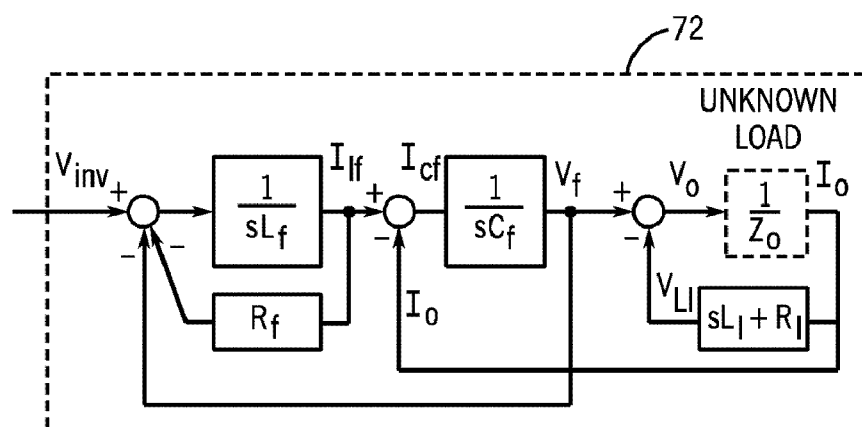 72
UNKNOWN
LOAD
V_inv + - -
1
sL_f
I_lf
+ -
I_cf
1
sC_f
V_f
+ -
V_o
1
Z_o
I_o
R_f
I_o
V_Ll
sL_l + R_l